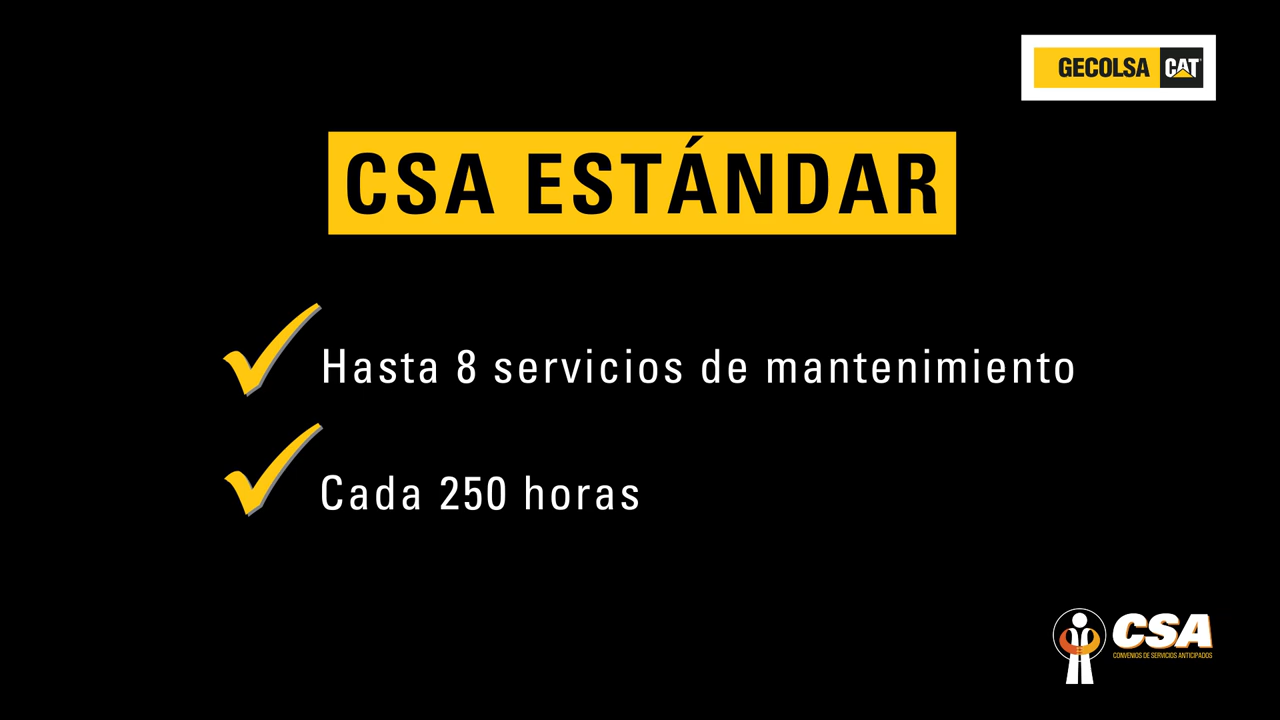 GECOLSA CAT
CSA ESTÁNDAR
Hasta 8 servicios de mantenimiento
Cada 250 horas
CSA
CONVENIOS DE SERVICIOS ANTICIPADOS